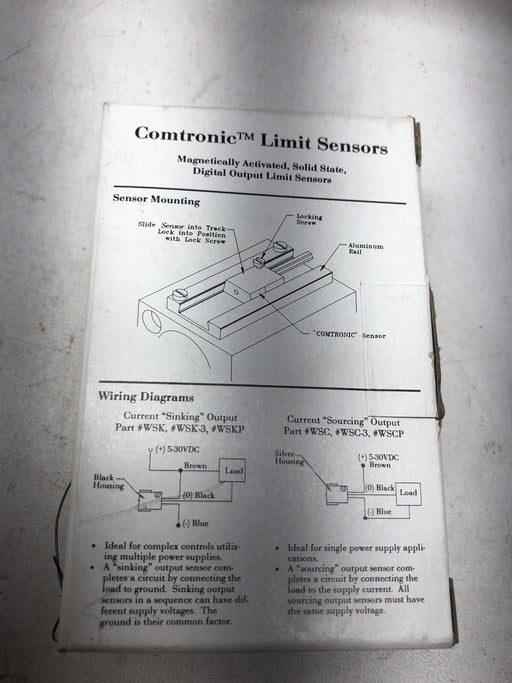 Comtronic™ Limit Sensors
Magnetically Activated, Solid State,
Digital Output Limit Sensors
Sensor Mounting
Slide Sensor into Track
Lock into Position
with Lock Screw
Locking
Screw
Aluminum
Rail
"COMTRONIC" Sensor
Wiring Diagrams
Current "Sinking" Output
Part #WSK, #WSK-3, #WSKP
(+) 5-30VDC
Brown
Load
Black
Housing
(0) Black
(-) Blue
• Ideal for complex controls utiliz-
ing multiple power supplies.
• A "sinking" output sensor com-
pletes a circuit by connecting the
load to ground. Sinking output
sensors in a sequence can have dif-
ferent supply voltages. The
ground is their common factor.
Current "Sourcing" Output
Part #WSC, #WSC-3, #WSCP
Silver
Housing
(+) 5-30VDC
Brown
(0) Black
Load
(-) Blue
• Ideal for single power supply appli-
cations.
• A "sourcing" output sensor com-
pletes a circuit by connecting the
load to the supply current. All
sourcing output sensors must have
the same supply voltage.